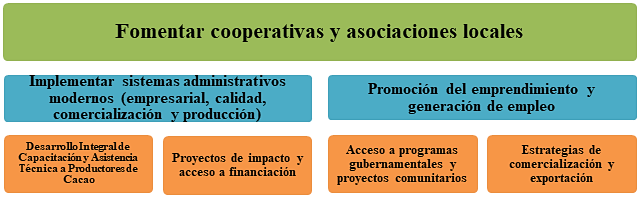 Fomentar cooperativas y asociaciones locales
Implementar sistemas administrativos
modernos (empresarial, calidad,
comercialización y producción)
Promoción del emprendimiento y
generación de empleo
Desarrollo Integral de
Capacitación y Asistencia
Técnica a Productores de
Cacao
Proyectos de impacto y
acceso a financiación
Acceso a programas
gubernamentales y
proyectos comunitarios
Estrategias de
comercialización y
exportación